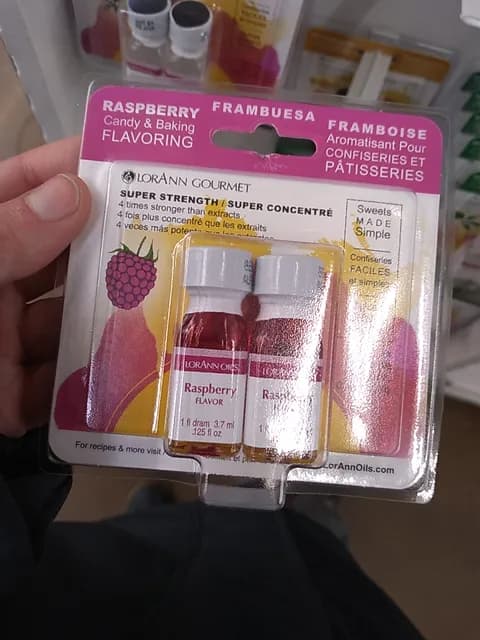 RASPBERRY
Candy & Baking
FLAVORING
FRAMBUESA
FRAMBOISE
Aromatisant Pour
CONFISERIES ET
PÂTISSERIES
LORANN GOURMET
SUPER STRENGTH / SUPER CONCENTRÉ
4 times stronger than extracts
4 fois plus concentré que les extraits
4 veces más potente que los
Sweets
MADE
Simple
Confiseries
FACILES
et simples
LORANN OILS
Raspberry
FLAVOR
1 fl dram 3.7 ml
.125 fl oz
LORANN OILS
For recipes & more visit
LorAnnOils.com